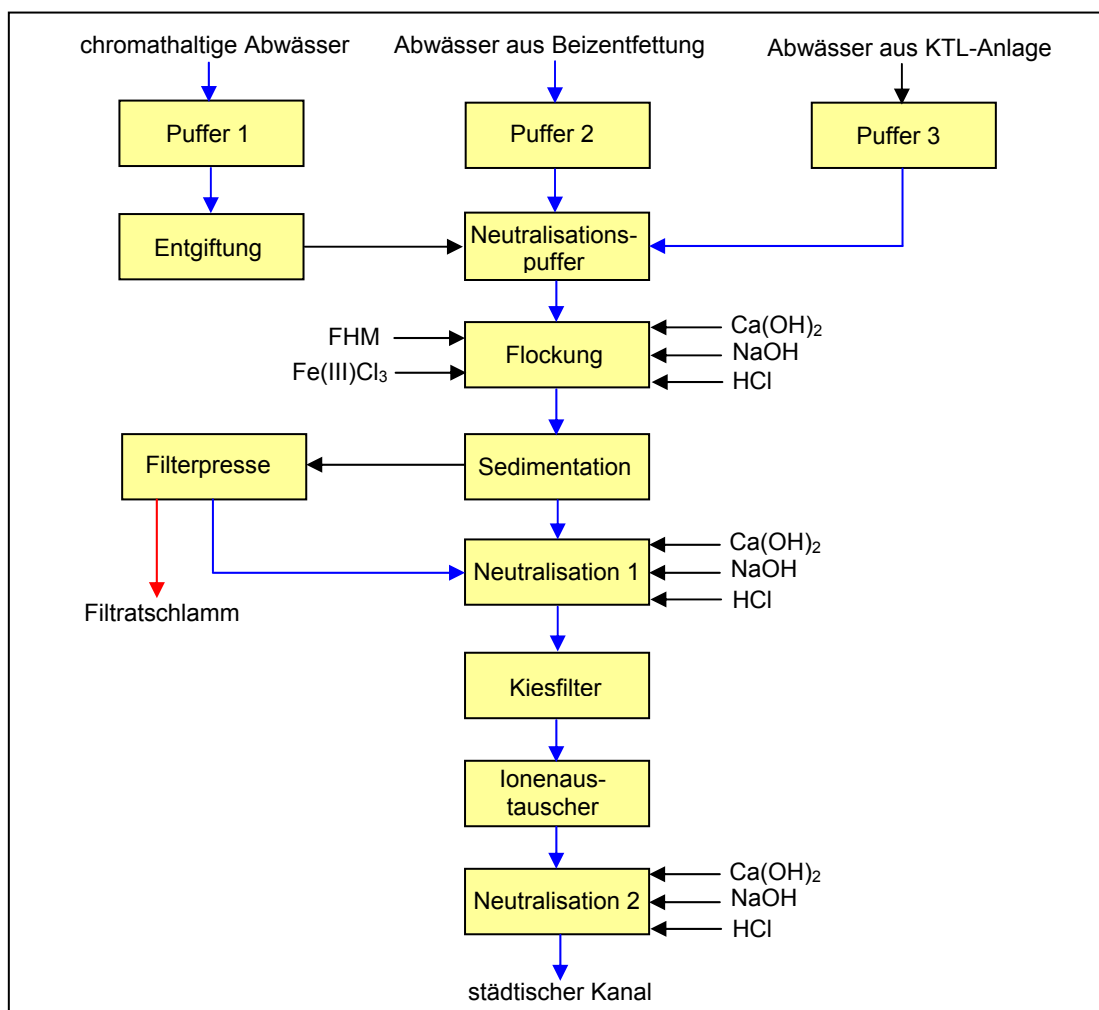 chromathaltige Abwässer
Abwässer aus Beizentfettung
Abwässer aus KTL-Anlage
Puffer 1
Puffer 2
Puffer 3
Entgiftung
Neutralisations-
puffer
FHM
Fe(III)Cl₃
Flockung
Ca(OH)₂
NaOH
HCl
Filterpresse
Sedimentation
Filtratschlamm
Neutralisation 1
Ca(OH)₂
NaOH
HCl
Kiesfilter
Ionenaus-
tauscher
Neutralisation 2
Ca(OH)₂
NaOH
HCl
städtischer Kanal